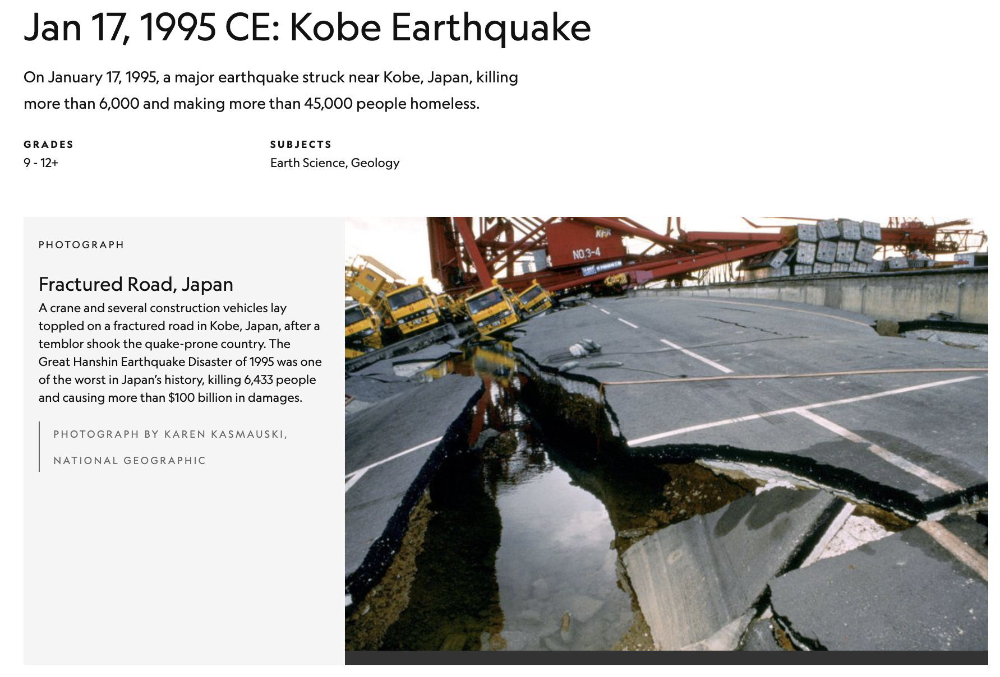 Jan 17, 1995 CE: Kobe Earthquake
On January 17, 1995, a major earthquake struck near Kobe, Japan, killing
more than 6,000 and making more than 45,000 people homeless.
GRADES
9 - 12+
SUBJECTS
Earth Science, Geology
PHOTOGRAPH
Fractured Road, Japan
A crane and several construction vehicles lay
toppled on a fractured road in Kobe, Japan, after a
temblor shook the quake-prone country. The
Great Hanshin Earthquake Disaster of 1995 was one
of the worst in Japan’s history, killing 6,433 people
and causing more than $100 billion in damages.
PHOTOGRAPH BY KAREN KASMAUSKI,
NATIONAL GEOGRAPHIC
NO.3-4